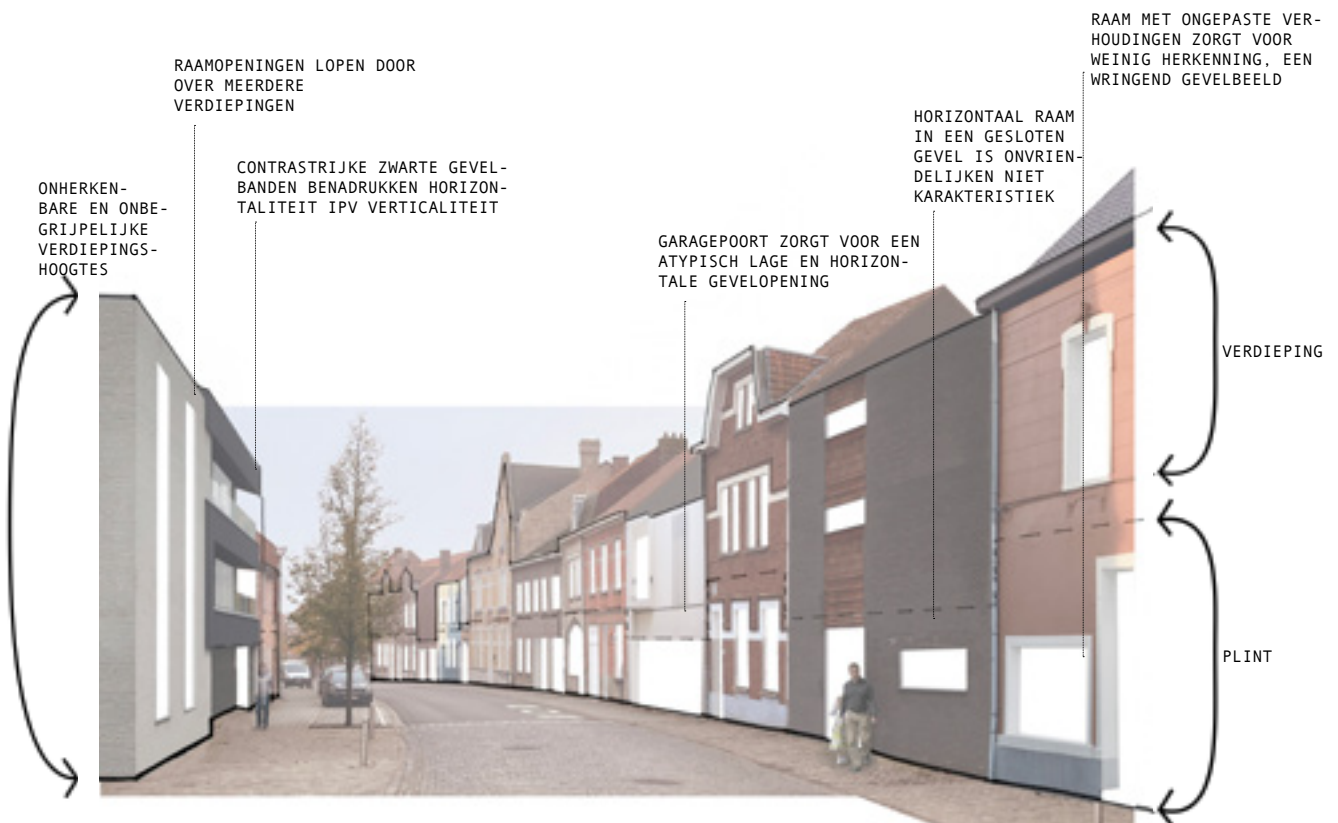 RAAM MET ONGEPASTE VER-
HOUDINGEN ZORGT VOOR
WEINIG HERKENNING, EEN
WRINGEND GEVELBEELD
RAAMOPENINGEN LOPEN DOOR
OVER MEERDERE
VERDIEPINGEN
HORIZONTAAL RAAM
IN EEN GESLOTEN
GEVEL IS ONVRIEN-
DELIJKEN NIET
KARAKTERISTIEK
CONTRASTRIJKE ZWARTE GEVEL-
BANDEN BENADRUKKEN HORIZON-
TALITEIT IPV VERTICALITEIT
ONHERKEN-
BARE EN ONBE-
GRIJPELIJKE
VERDIEPINGS-
HOOGTES
GARAGEPOORT ZORGT VOOR EEN
ATYPISCH LAGE EN HORIZON-
TALE GEVELOPENING
VERDIEPING
PLINT